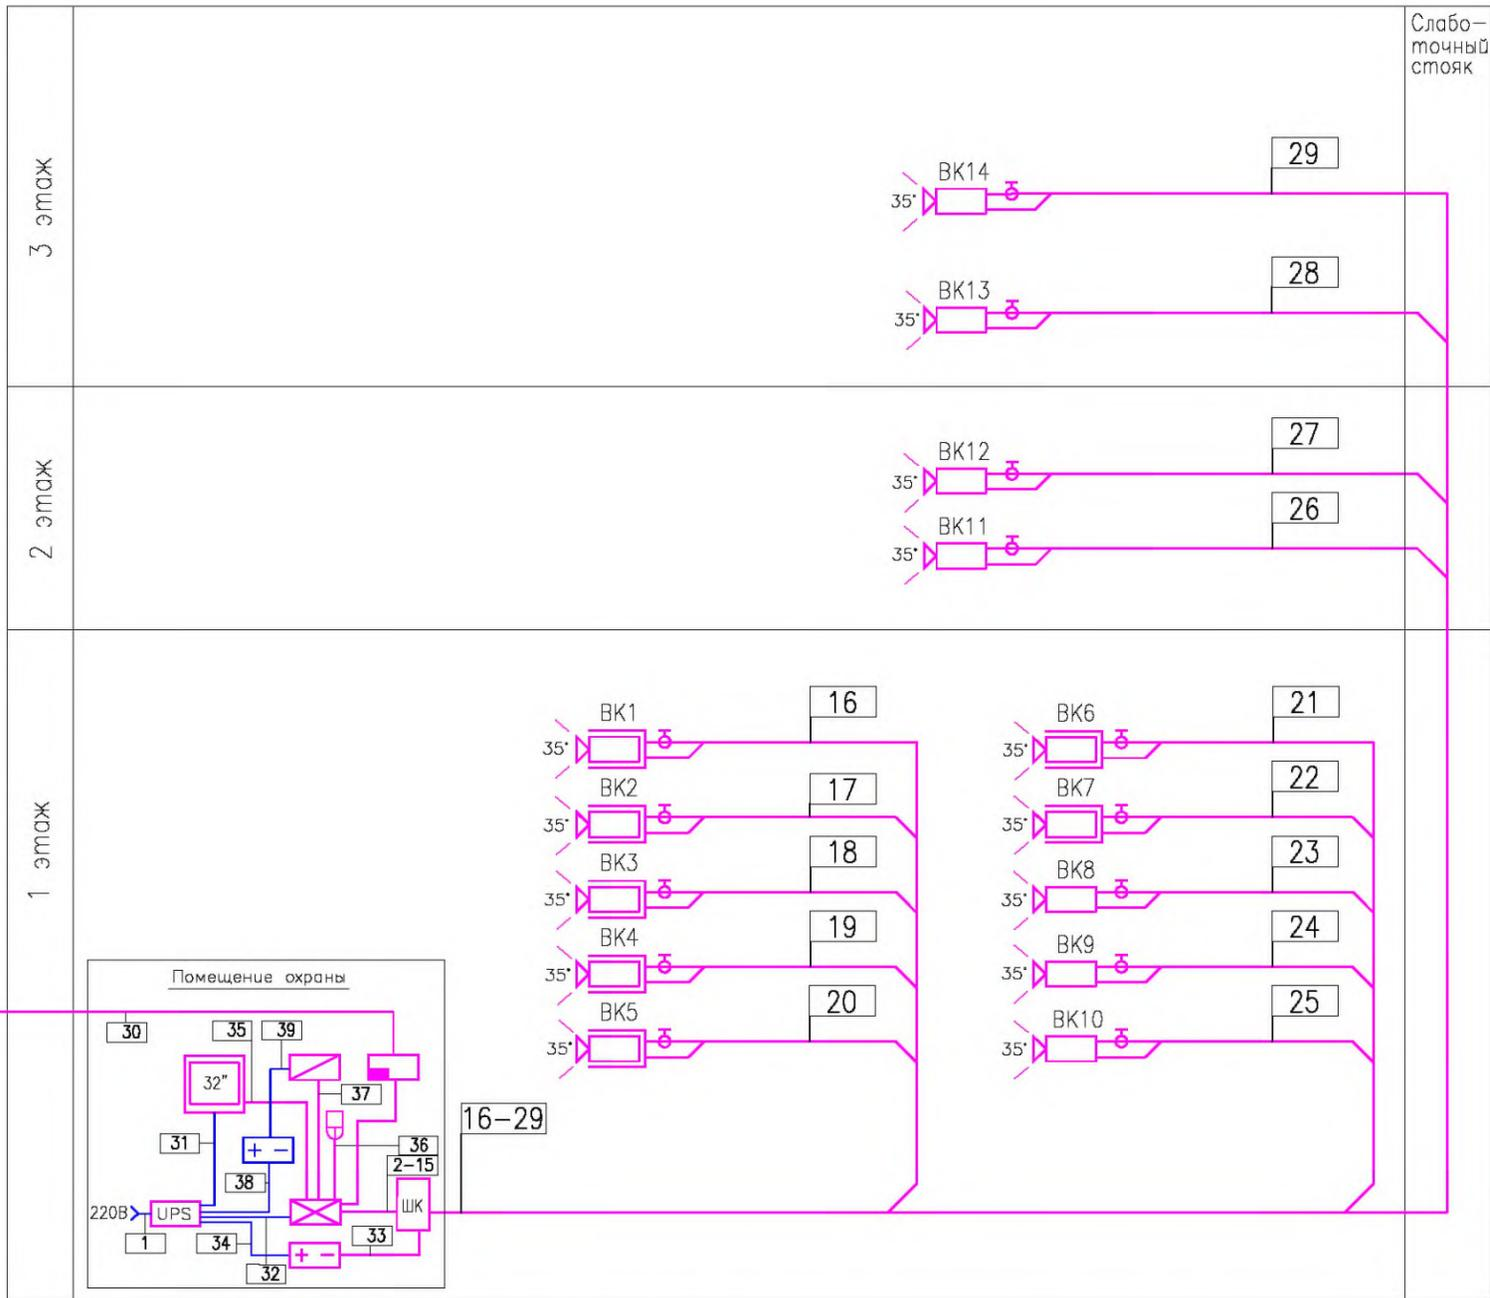 Слабо-
точный
стояк
3 этаж
29
ВК14
35°
28
ВК13
35°
2 этаж
27
ВК12
35°
26
ВК11
35°
1 этаж
16
21
ВК1
ВК6
35°
35°
17
22
ВК2
ВК7
35°
35°
18
23
ВК3
ВК8
35°
35°
19
24
ВК4
ВК9
35°
35°
20
25
ВК5
ВК10
35°
35°
Помещение охраны
30
35
39
32"
37
31
+ −
36
2-15
38
16-29
220В
UPS
ШК
1
34
33
+ −
32